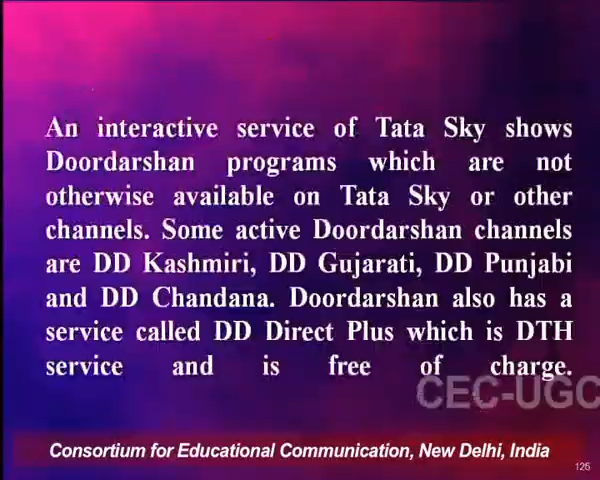 An interactive service of Tata Sky shows
Doordarshan programs which are not
otherwise available on Tata Sky or other
channels. Some active Doordarshan channels
are DD Kashmiri, DD Gujarati, DD Punjabi
and DD Chandana. Doordarshan also has a
service called DD Direct Plus which is DTH
service and is free of charge.
CEC-UGC
Consortium for Educational Communication, New Delhi, India
126